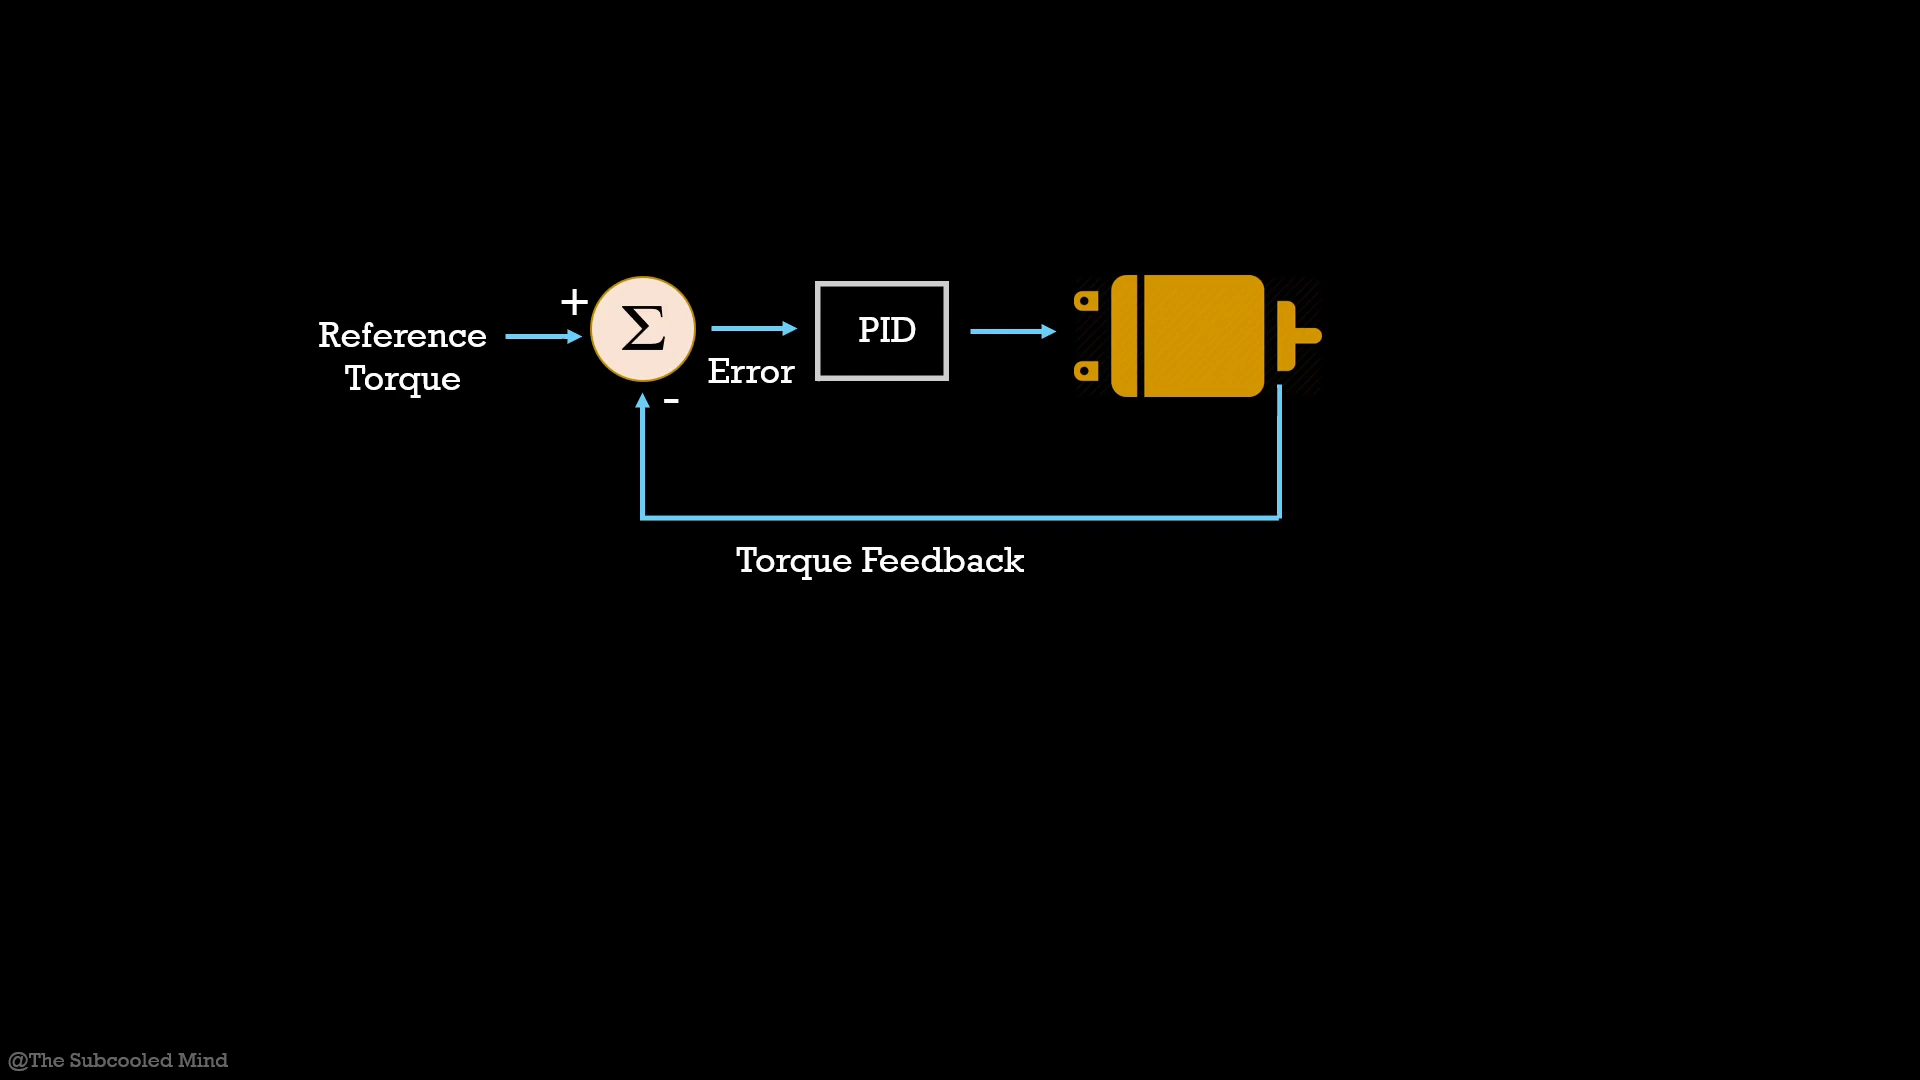 +
Reference
Torque
Σ
Error
PID
-
Torque Feedback
@The Subcooled Mind